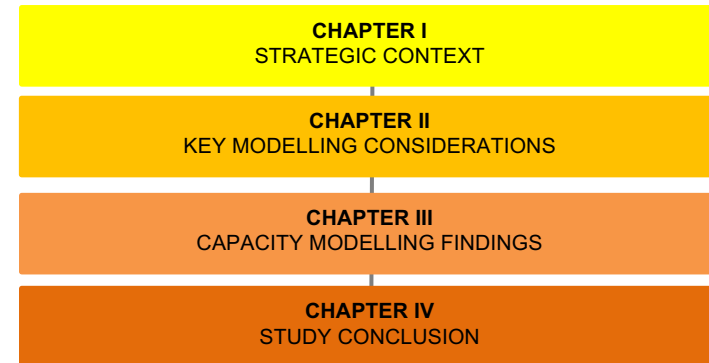 CHAPTER I
STRATEGIC CONTEXT
CHAPTER II
KEY MODELLING CONSIDERATIONS
CHAPTER III
CAPACITY MODELLING FINDINGS
CHAPTER IV
STUDY CONCLUSION